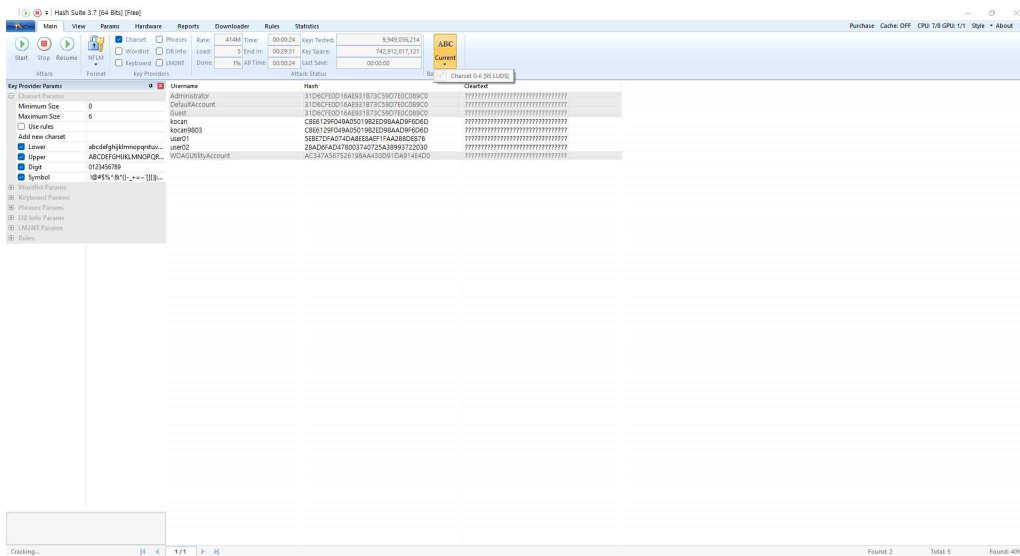 Hash Suite 3.7 [64 Bits] [Free]
Main View Params Hardware Reports Downloader Rules Statistics Purchase Cache: OFF CPU: 7/8 GPU: 1/1 Style About
Charset Phrases Rate: 414M Time: 00:00:24 Keys Tested: 9,949,036,214 ABC
Wordlist DB Info Load: 5 End In: 00:29:31 Key Space: 742,912,017,121
Start Stop Resume NTLM Keyboard LM2NT Done: 1% All Time: 00:00:24 Last Save: 00:00:00 Current
Attack Format Key Providers Attack Status Ba Charset 0-6 [95 LUDS]
Key Provider Params Username Hash Cleartext
Charset Params Administrator 31D6CFE0D16AE931B73C59D7E0C089C0 ????????????????????????????????
Minimum Size 0 DefaultAccount 31D6CFE0D16AE931B73C59D7E0C089C0 ????????????????????????????????
Maximum Size 6 Guest 31D6CFE0D16AE931B73C59D7E0C089C0 ????????????????????????????????
Use rules kocan CBE6129F049A0501982ED98AAD9F6D6D ????????????????????????????????
Add new charset kocan9803 CBE6129F049A0501982ED98AAD9F6D6D ????????????????????????????????
Lower abcdefghijklmnopqrstuv... user01 5EBE7DFA074DA8EE8AEF1FAA2BBDE876 ????????????????????????????????
Upper ABCDEFGHIJKLMNOPQR... user02 28AD6FAD478003740725A38993722030 ????????????????????????????????
Digit 0123456789 WDAGUtilityAccount AC347A567526198AA430D91DA914E4D0 ????????????????????????????????
Symbol
Wordlist Params
Keyboard Params
Phrases Params
DB Info Params
LM2NT Params
Rules
Cracking... 1 / 1 Found: 2 Total: 5 Found: 40%